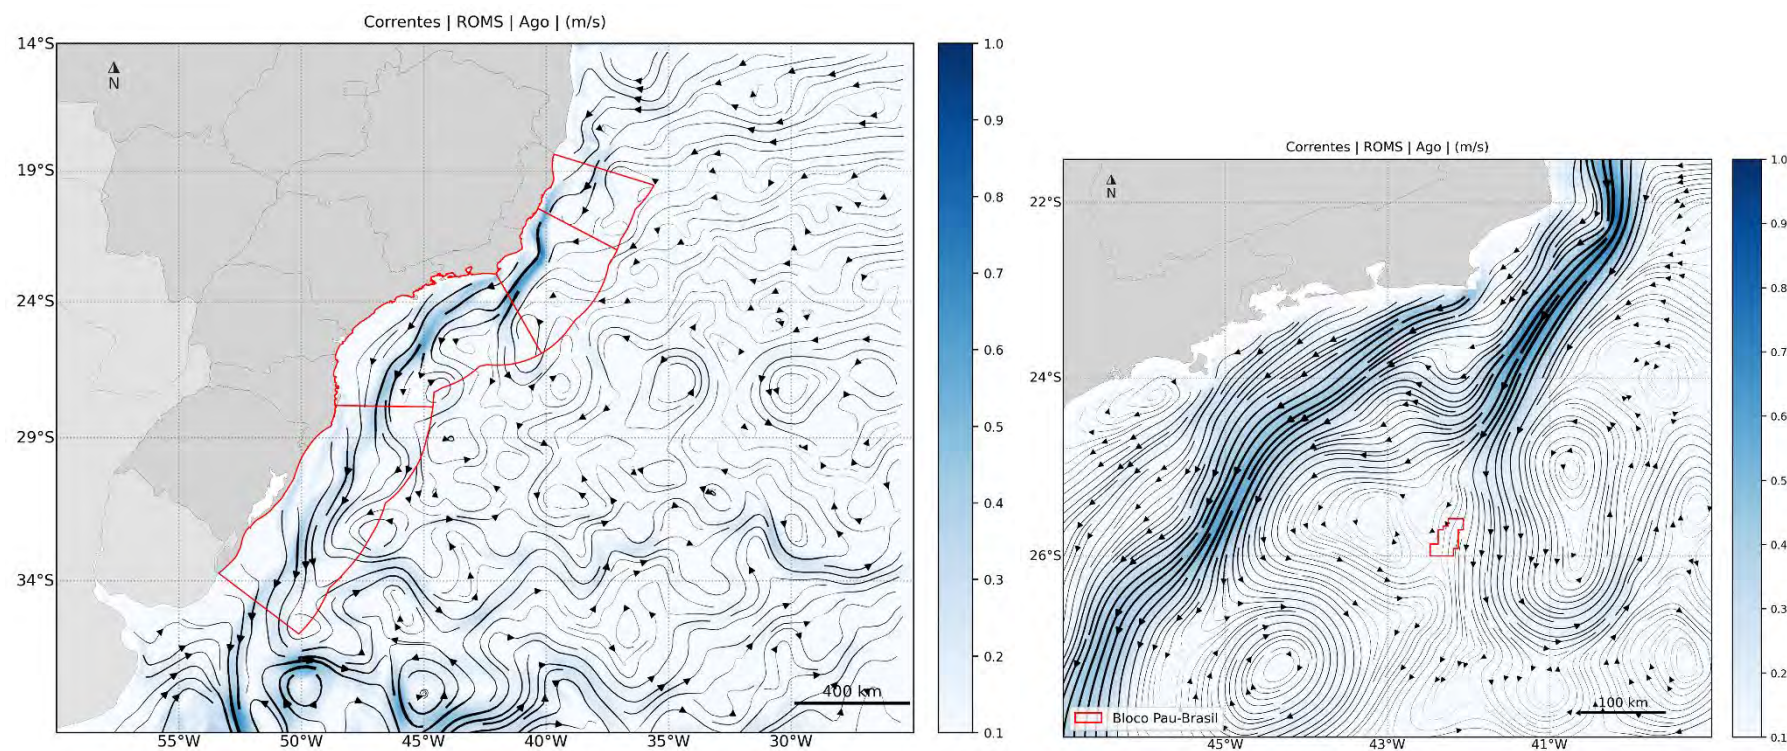 Correntes | ROMS | Ago | (m/s)
14°S
19°S
24°S
29°S
34°S
N
400 km
55°W
50°W
45°W
40°W
35°W
30°W
1.0
0.9
0.8
0.7
0.6
0.5
0.4
0.3
0.2
0.1
Correntes | ROMS | Ago | (m/s)
N
22°S
24°S
26°S
Bloco Pau-Brasil
100 km
45°W
43°W
41°W
1.0
0.9
0.8
0.7
0.6
0.5
0.4
0.3
0.2
0.1